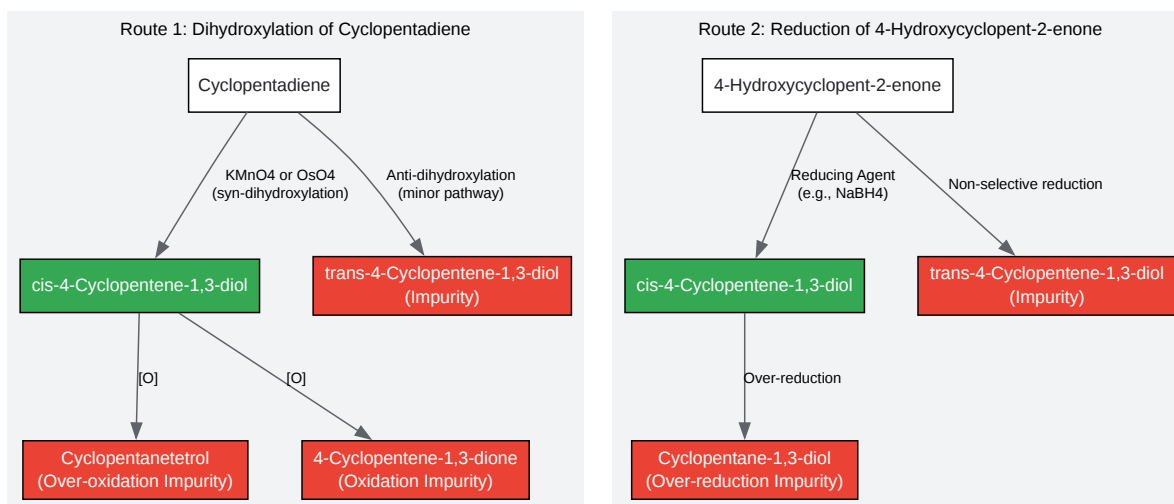 Route 1: Dihydroxylation of Cyclopentadiene
Cyclopentadiene
KMnO4 or OsO4
(syn-dihydroxylation)
Anti-dihydroxylation
(minor pathway)
cis-4-Cyclopentene-1,3-diol
trans-4-Cyclopentene-1,3-diol
(Impurity)
[O]
[O]
Cyclopentanetetrol
(Over-oxidation Impurity)
4-Cyclopentene-1,3-dione
(Oxidation Impurity)
Route 2: Reduction of 4-Hydroxycyclopent-2-enone
4-Hydroxycyclopent-2-enone
Reducing Agent
(e.g., NaBH4)
Non-selective reduction
cis-4-Cyclopentene-1,3-diol
trans-4-Cyclopentene-1,3-diol
(Impurity)
Over-reduction
Cyclopentane-1,3-diol
(Over-reduction Impurity)